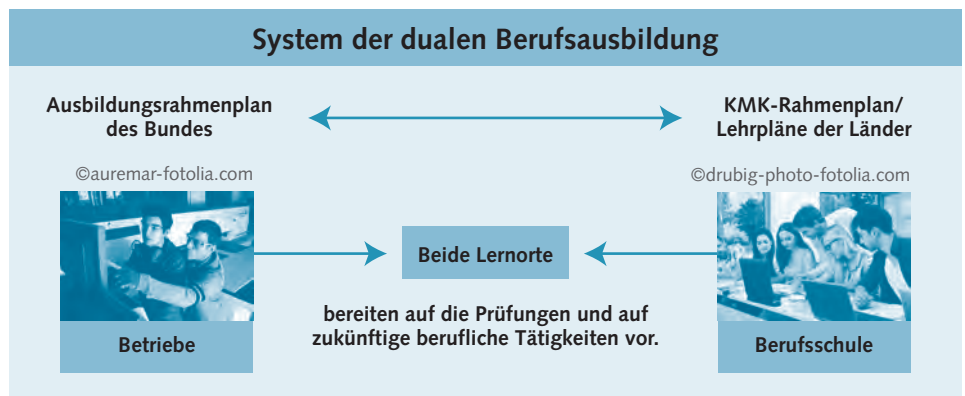 System der dualen Berufsausbildung
Ausbildungsrahmenplan
des Bundes
KMK-Rahmenplan/
Lehrpläne der Länder
©auremar-fotolia.com
©drubig-photo-fotolia.com
Beide Lernorte
bereiten auf die Prüfungen und auf
zukünftige berufliche Tätigkeiten vor.
Betriebe
Berufsschule